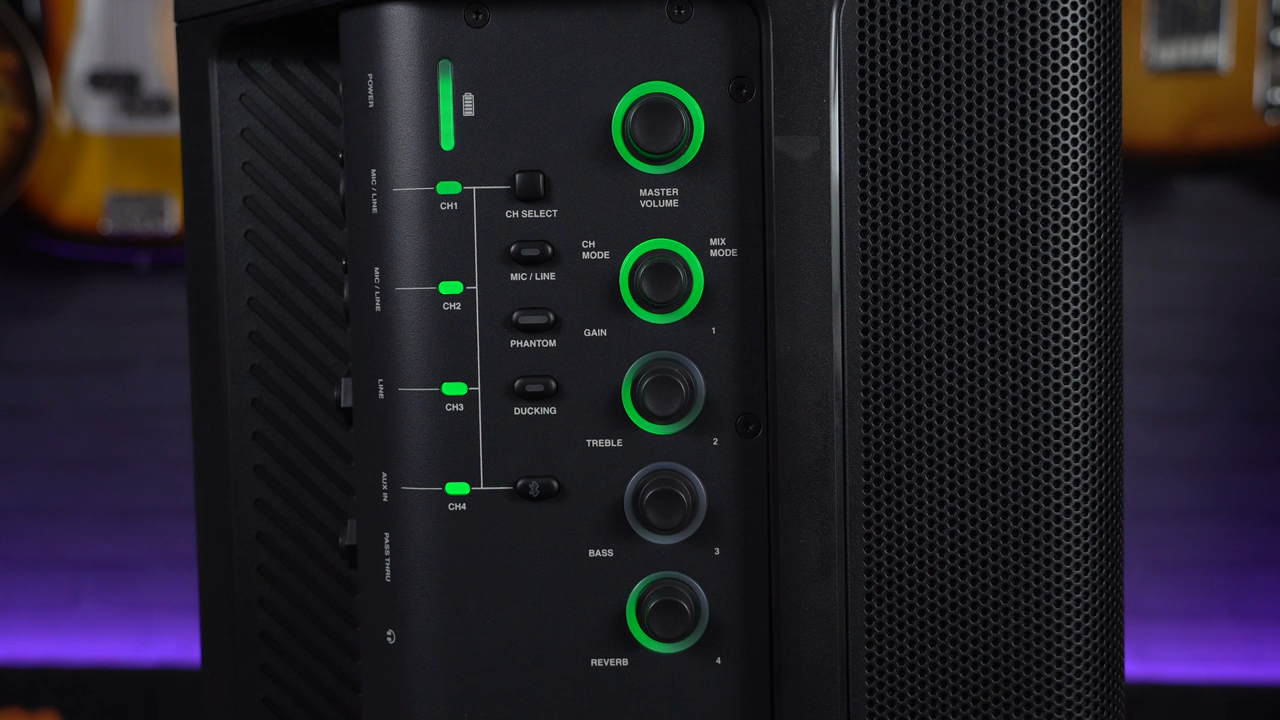 POWER
MIC / LINE
MIC / LINE
LINE
AUX IN
PASS THRU
CH1
CH2
CH3
CH4
CH SELECT
MIC / LINE
PHANTOM
DUCKING
MASTER
VOLUME
CH
MODE
MIX
MODE
GAIN
1
TREBLE
2
BASS
3
REVERB
4